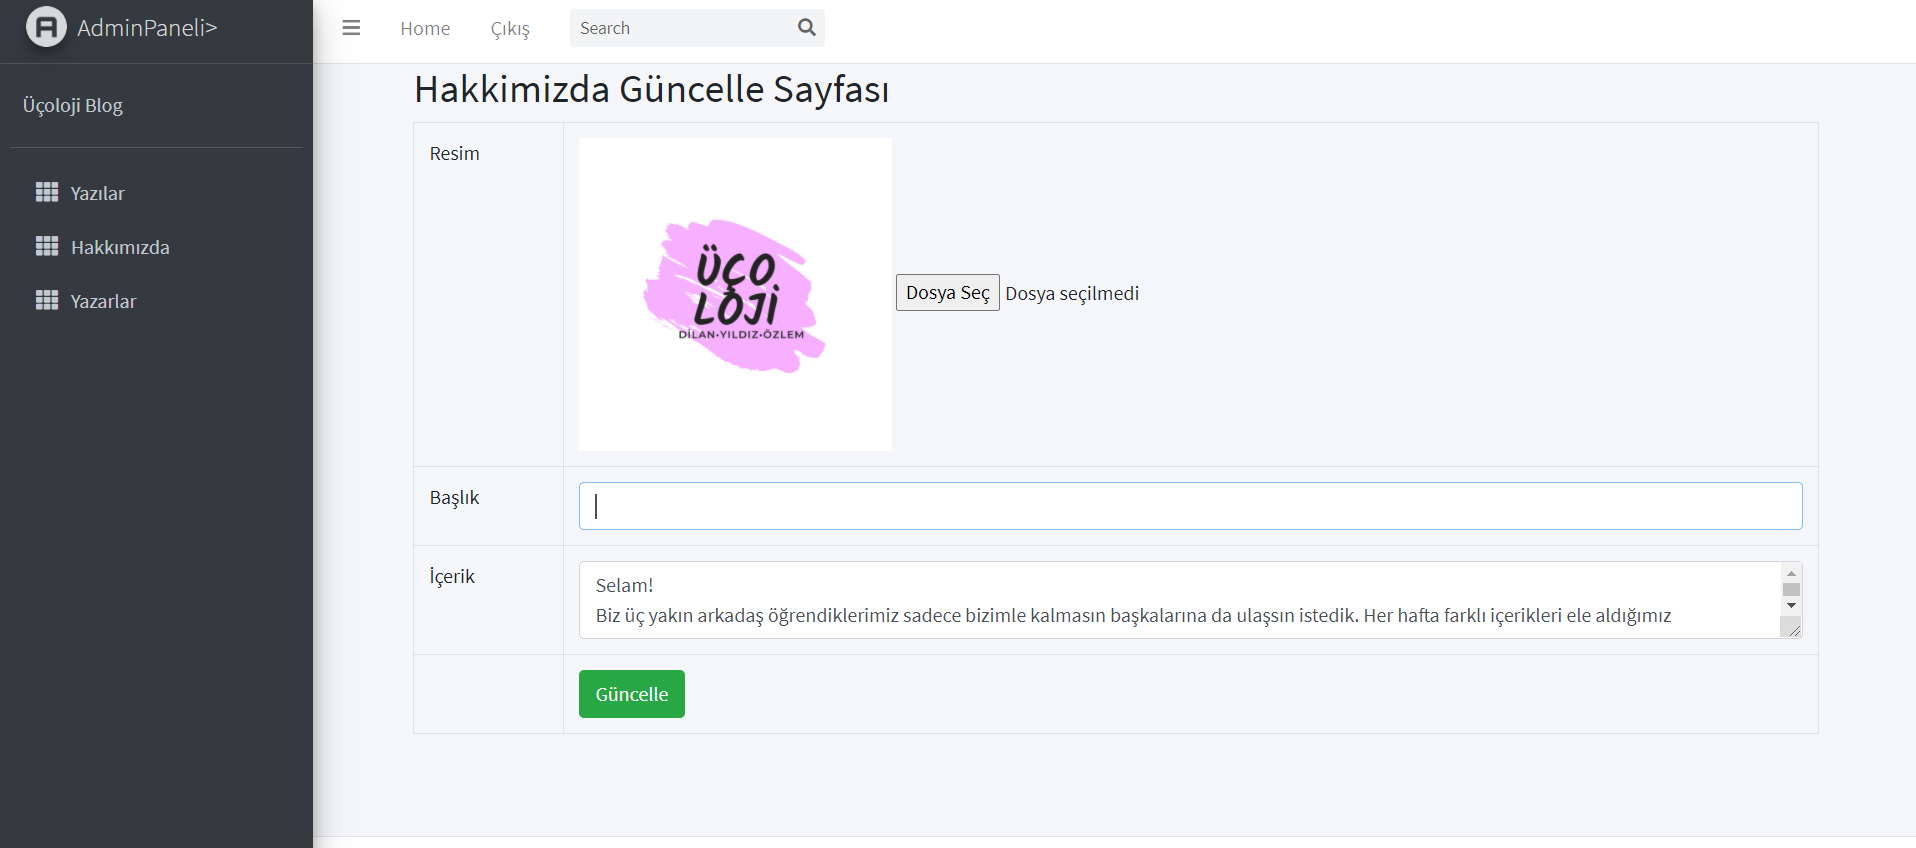 AdminPaneli>
Home
Çıkış
Search
Üçoloji Blog
Yazılar
Hakkımızda
Yazarlar
Hakkimizda Güncelle Sayfası
Resim
ÜÇO
LOJİ
DİLAN•YILDIZ•ÖZLEM
Dosya Seç Dosya seçilmedi
Başlık
İçerik
Selam!
Biz üç yakın arkadaş öğrendiklerimiz sadece bizimle kalmasın başkalarına da ulaşsın istedik. Her hafta farklı içerikleri ele aldığımız
Güncelle